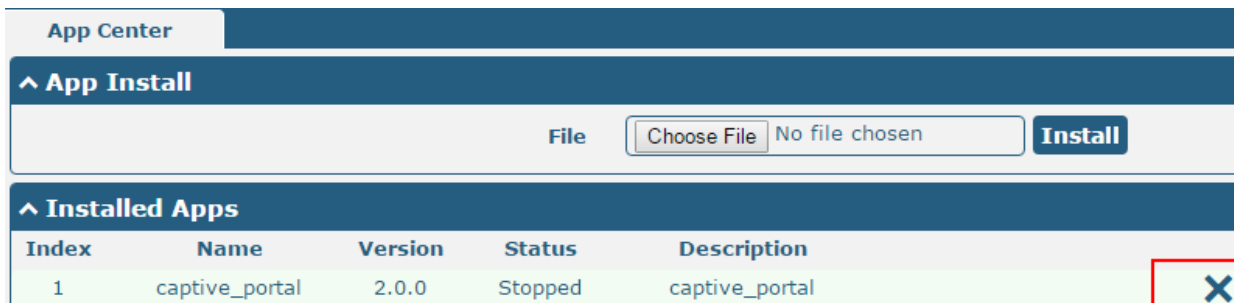 App Center
App Install
File Choose File No file chosen Install
Installed Apps
Index Name Version Status Description
1 captive_portal 2.0.0 Stopped captive_portal